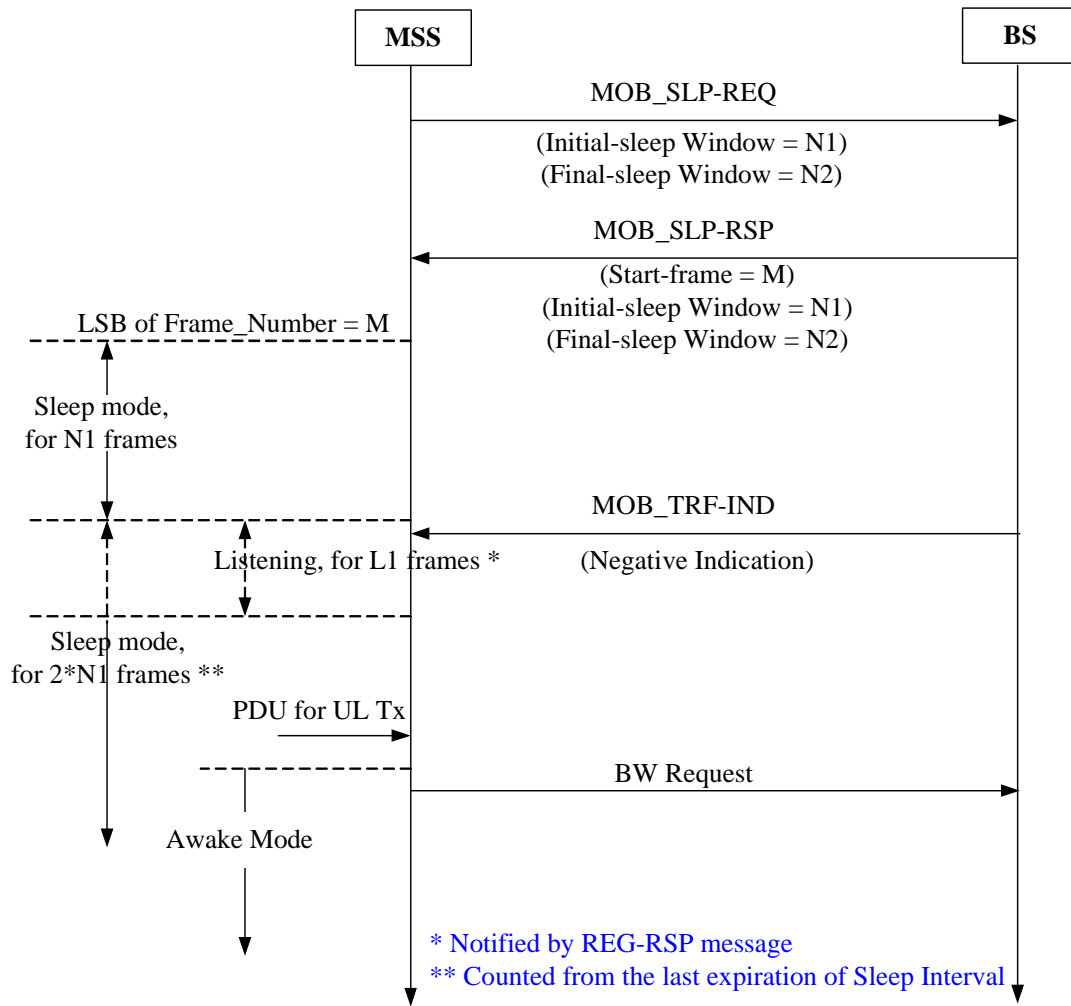 MSS
BS
MOB_SLP-REQ
(Initial-sleep Window = N1)
(Final-sleep Window = N2)
MOB_SLP-RSP
(Start-frame = M)
(Initial-sleep Window = N1)
(Final-sleep Window = N2)
LSB of Frame_Number = M
Sleep mode,
for N1 frames
MOB_TRF-IND
(Negative Indication)
Listening, for L1 frames *
Sleep mode,
for 2*N1 frames **
PDU for UL Tx
BW Request
Awake Mode
* Notified by REG-RSP message
** Counted from the last expiration of Sleep Interval